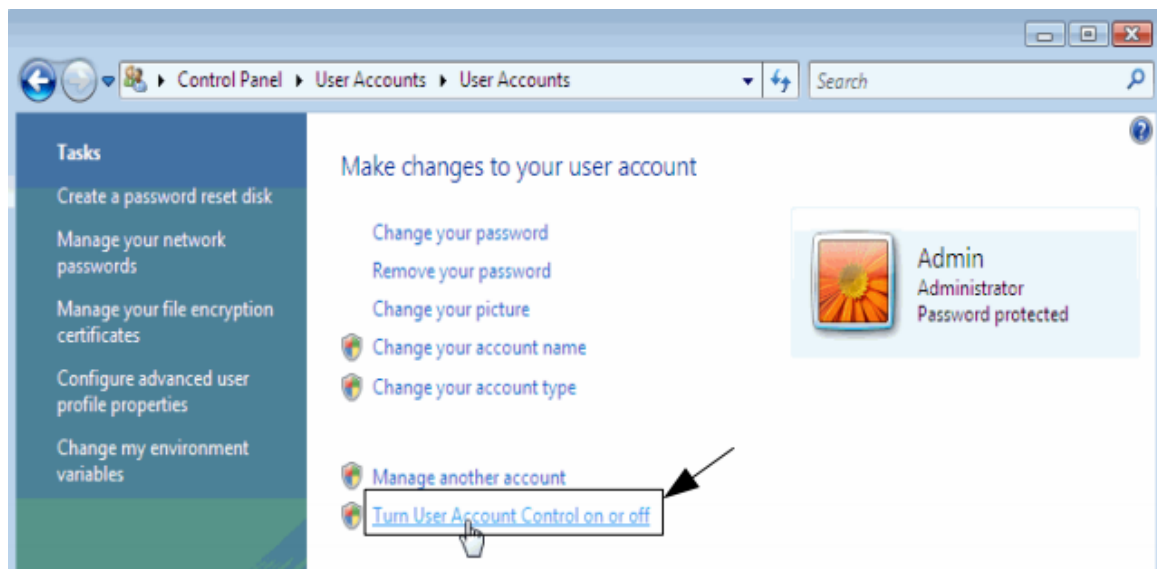 Control Panel
User Accounts
User Accounts
Search
Tasks
Create a password reset disk
Manage your network
passwords
Manage your file encryption
certificates
Configure advanced user
profile properties
Change my environment
variables
Make changes to your user account
Change your password
Remove your password
Change your picture
Change your account name
Change your account type
Manage another account
Turn User Account Control on or off
Admin
Administrator
Password protected